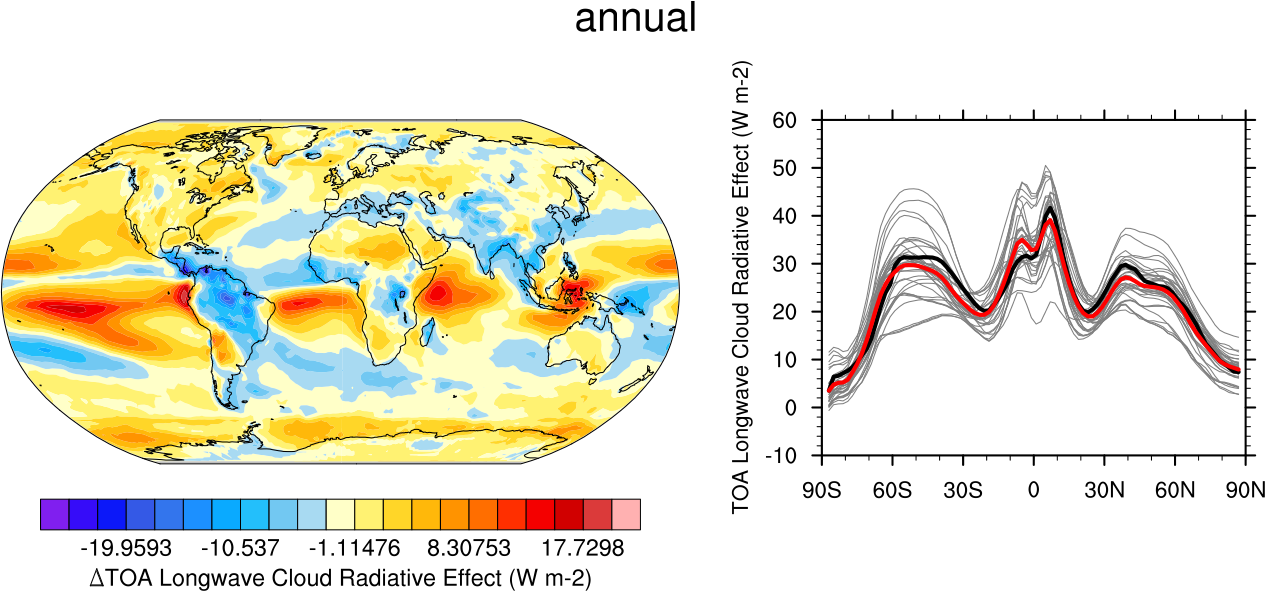 annual
-19.9593 -10.537 -1.11476 8.30753 17.7298
ΔTOA Longwave Cloud Radiative Effect (W m-2)
TOA Longwave Cloud Radiative Effect (W m-2)
60
50
40
30
20
10
0
-10
90S 60S 30S 0 30N 60N 90N